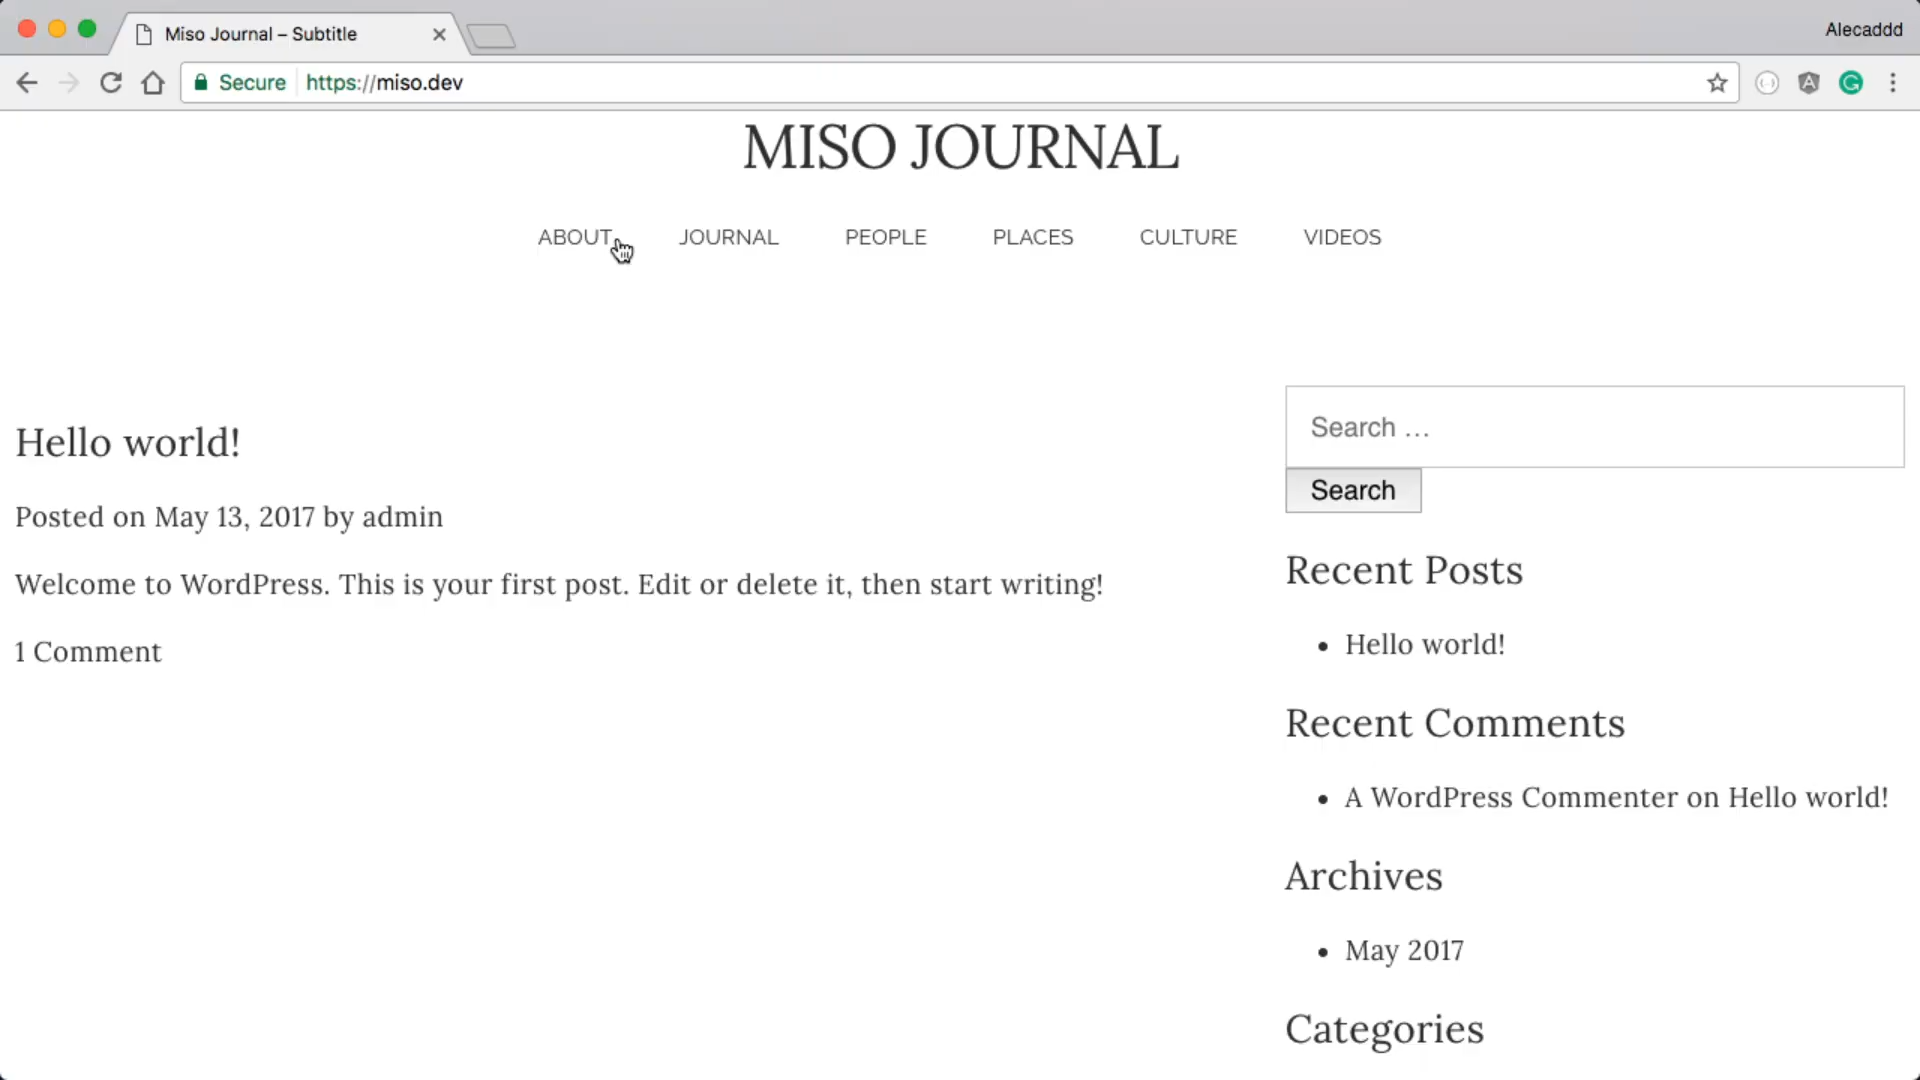 Miso Journal – Subtitle
Alecaddd
Secure https://miso.dev
MISO JOURNAL
ABOUT JOURNAL PEOPLE PLACES CULTURE VIDEOS
Hello world!
Posted on May 13, 2017 by admin
Welcome to WordPress. This is your first post. Edit or delete it, then start writing!
1 Comment
Search …
Search
Recent Posts
Hello world!
Recent Comments
A WordPress Commenter on Hello world!
Archives
May 2017
Categories